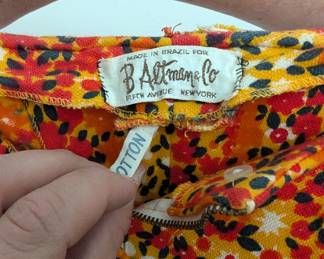 MADE IN BRAZIL FOR
B Altman & Co
FIFTH AVENUE NEW YORK
COTTON